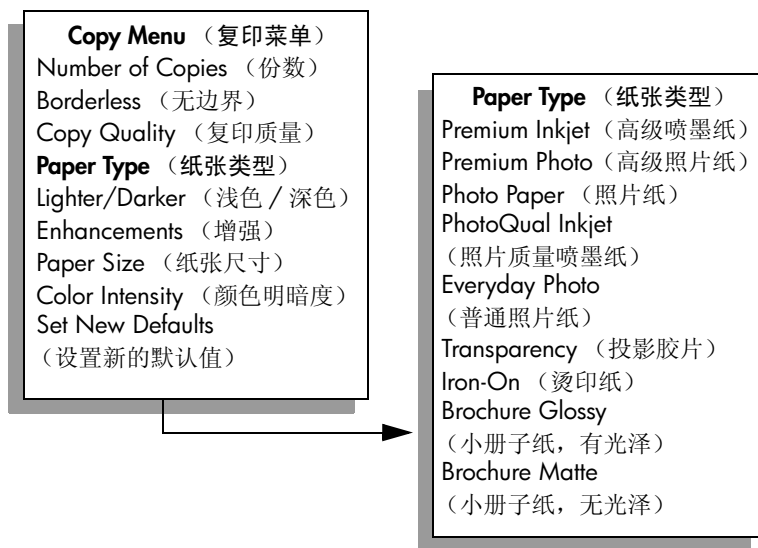 Copy Menu （复印菜单）
Number of Copies （份数）
Borderless （无边界）
Copy Quality （复印质量）
Paper Type （纸张类型）
Lighter/Darker （浅色 / 深色）
Enhancements （增强）
Paper Size （纸张尺寸）
Color Intensity （颜色明暗度）
Set New Defaults
（设置新的默认值）
Paper Type （纸张类型）
Premium Inkjet（高级喷墨纸）
Premium Photo（高级照片纸）
Photo Paper （照片纸）
PhotoQual Inkjet
（照片质量喷墨纸）
Everyday Photo
（普通照片纸）
Transparency （投影胶片）
Iron-On （烫印纸）
Brochure Glossy
（小册子纸，有光泽）
Brochure Matte
（小册子纸，无光泽）